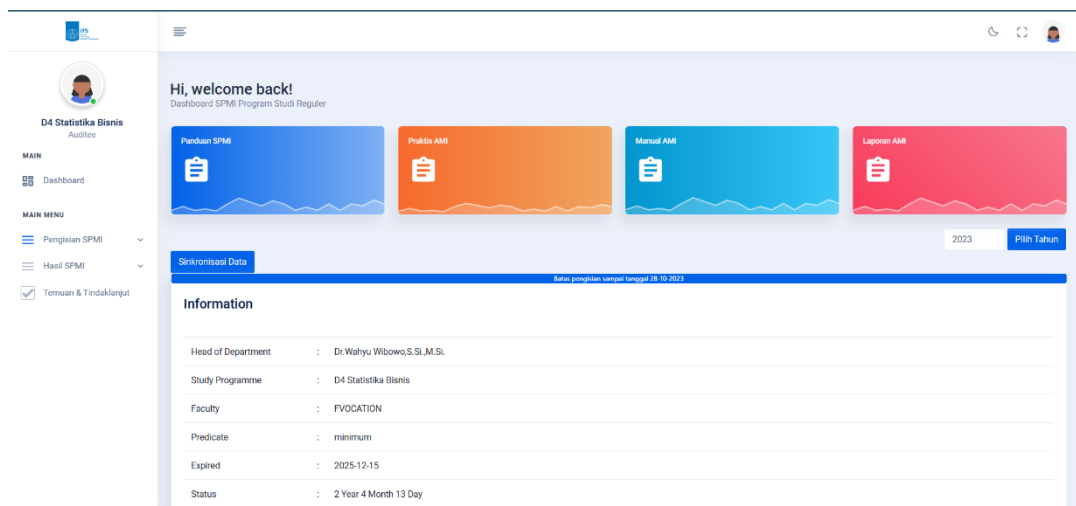 ITS
Hi, welcome back!
Dashboard SPMI Program Studi Reguler
D4 Statistika Bisnis
Auditee
MAIN
Dashboard
MAIN MENU
Pengisian SPMI
Hasil SPMI
Temuan & Tindaklanjut
Panduan SPMI
Praktis AMI
Manual AMI
Laporan AMI
2023
Pilih Tahun
Sinkronisasi Data
Batas pengisian sampai tanggal 28-10-2023
Information
Head of Department : Dr.Wahyu Wibowo,S.Si.,M.Si.
Study Programme : D4 Statistika Bisnis
Faculty : FVOCATION
Predicate : minimum
Expired : 2025-12-15
Status : 2 Year 4 Month 13 Day